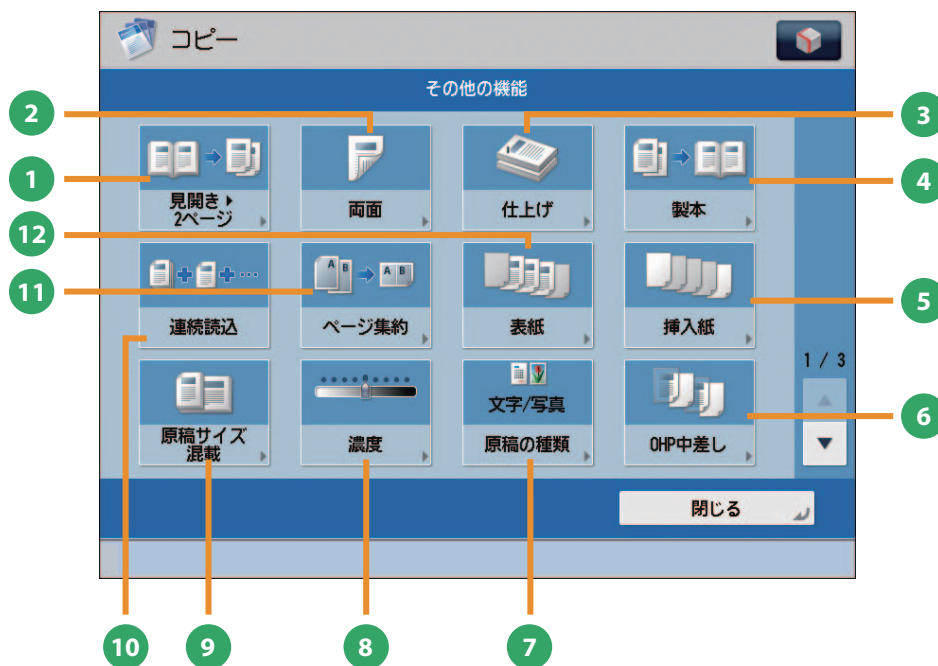 コピー
その他の機能
2
3
1
4
見開き
2ページ
両面
仕上げ
製本
12
11
A B
A B
5
連続読込
ページ集約
表紙
挿入紙
1 / 3
文字/写真
6
原稿サイズ
混載
濃度
原稿の種類
OHP中差し
閉じる
10
9
8
7